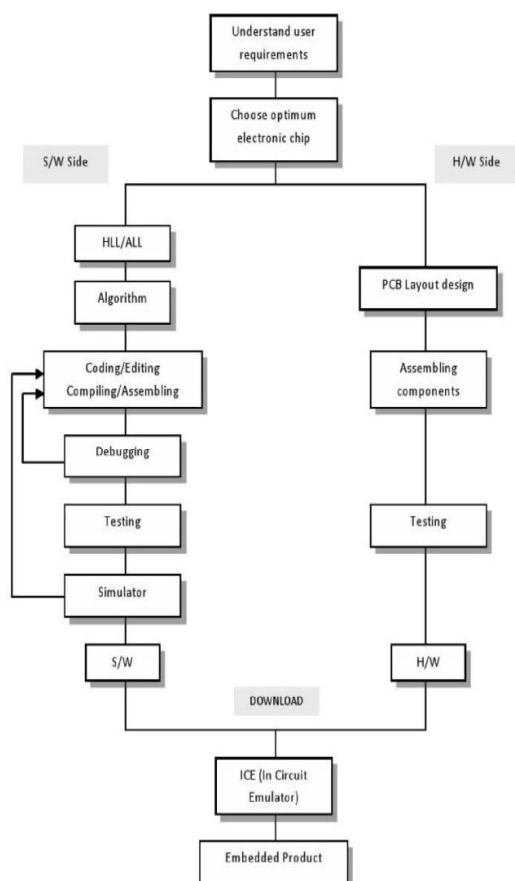 Understand user
requirements
Choose optimum
electronic chip
S/W Side
H/W Side
HLL/ALL
PCB Layout design
Algorithm
Coding/Editing
Compiling/Assembling
Assembling
components
Debugging
Testing
Testing
Simulator
S/W
H/W
DOWNLOAD
ICE (In Circuit
Emulator)
Embedded Product